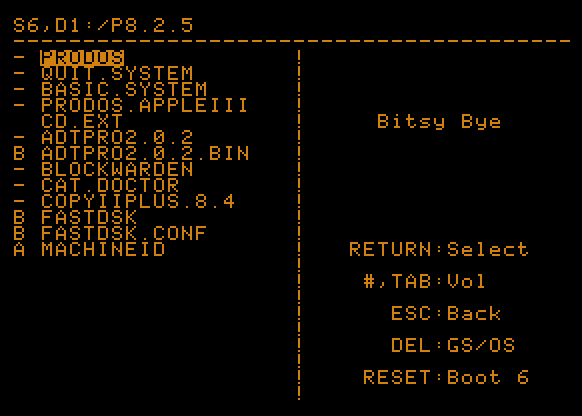 S6,D1:/P8.2.5
- PRODOS
- QUIT.SYSTEM
- BASIC.SYSTEM
- PRODOS.APPLEIII
CD.EXT
- ADTPRO2.0.2
B ADTPRO2.0.2.BIN
- BLOCKWARDEN
- CAT.DOCTOR
- COPYIIPLUS.8.4
B FASTDSK
B FASTDSK.CONF
A MACHINEID
Bitsy Bye
RETURN:Select
#,TAB:Vol
ESC:Back
DEL:GS/OS
RESET:Boot 6